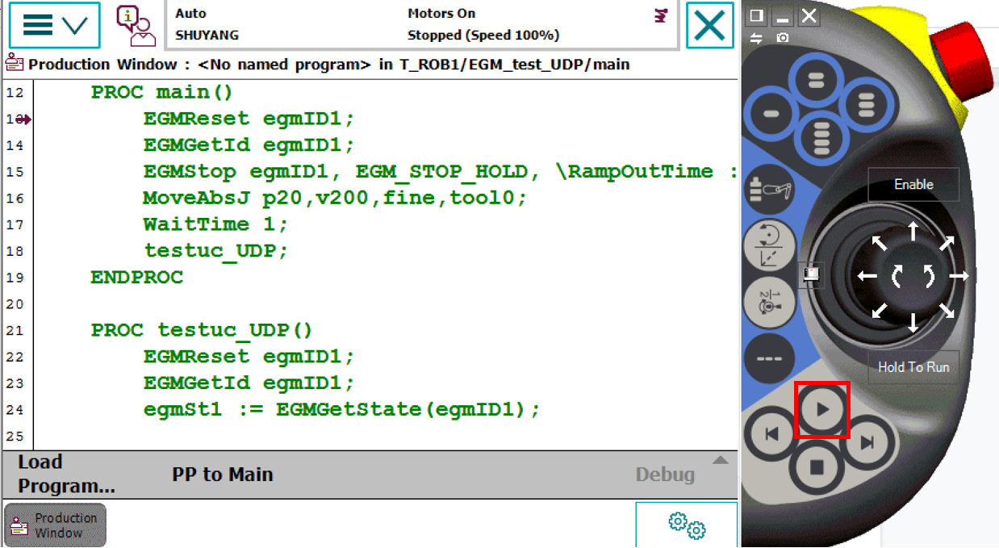 Auto
SHUYANG
Motors On
Stopped (Speed 100%)
Production Window : <No named program> in T_ROB1/EGM_test_UDP/main
12 PROC main()
13 EGMReset egmID1;
14 EGMGetId egmID1;
15 EGMStop egmID1, EGM_STOP_HOLD, \RampOutTime :
16 MoveAbsJ p20,v200,fine,tool0;
17 WaitTime 1;
18 testuc_UDP;
19 ENDPROC
20
21 PROC testuc_UDP()
22 EGMReset egmID1;
23 EGMGetId egmID1;
24 egmSt1 := EGMGetState(egmID1);
25
Load
Program...
PP to Main
Debug
Production
Window
Enable
Hold To Run